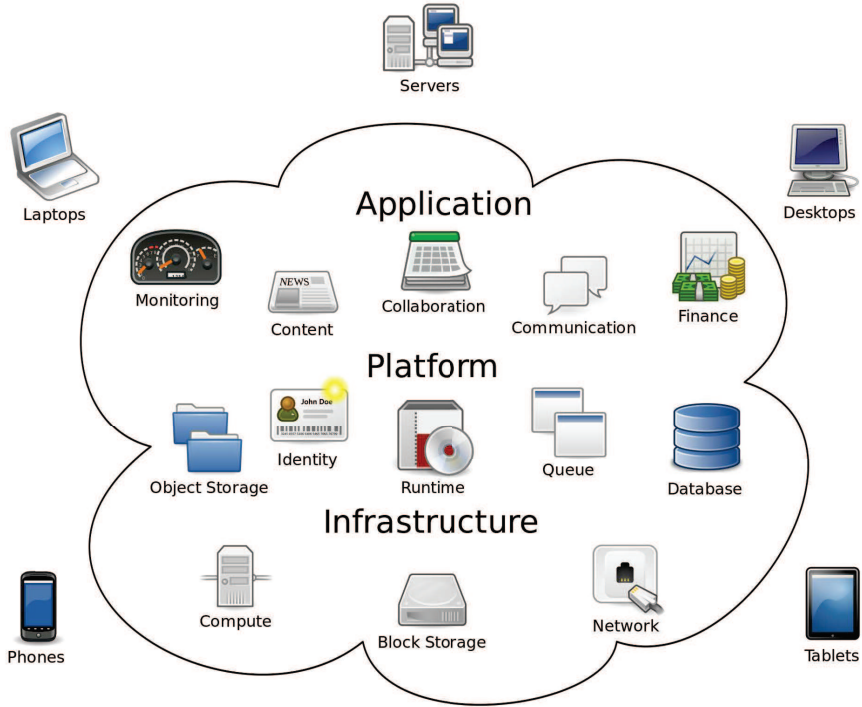 Servers
Laptops
Desktops
Application
Monitoring
NEWS
Content
Collaboration
Communication
Finance
Platform
John Doe
Object Storage
Identity
Runtime
Queue
Database
Infrastructure
Compute
Block Storage
Network
Phones
Tablets